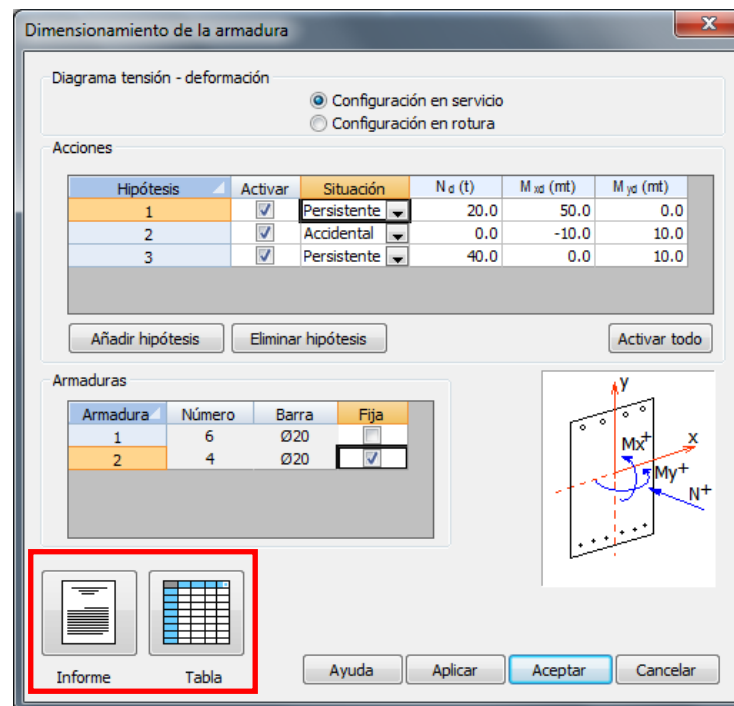 Dimensionamiento de la armadura
Diagrama tensión - deformación
Configuración en servicio
Configuración en rotura
Acciones
Hipótesis Activar Situación N d (t) M xd (mt) M yd (mt)
1 Persistente 20.0 50.0 0.0
2 Accidental 0.0 -10.0 10.0
3 Persistente 40.0 0.0 10.0
Añadir hipótesis Eliminar hipótesis Activar todo
Armaduras
Armadura Número Barra Fija
1 6 Ø20
2 4 Ø20
y
x
Mx+
My+
N+
Informe Tabla
Ayuda Aplicar Aceptar Cancelar